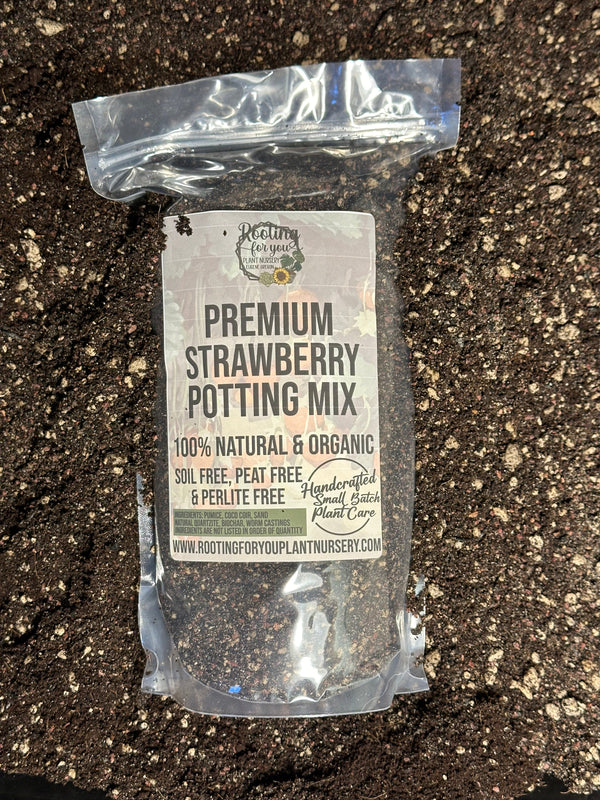 Rooting
for you
PLANT NURSERY
EUGENE OREGON
PREMIUM
STRAWBERRY
POTTING MIX
100% NATURAL & ORGANIC
SOIL FREE, PEAT FREE
& PERLITE FREE
Handcrafted
Small Batch
Plant Care
INGREDIENTS: PUMICE, COCO COIR, SAND
NATURAL QUARTZITE, BIOCHAR, WORM CASTINGS
INGREDIENTS ARE NOT LISTED IN ORDER OF QUANTITY
WWW.ROOTINGFORYOUPLANTNURSERY.COM